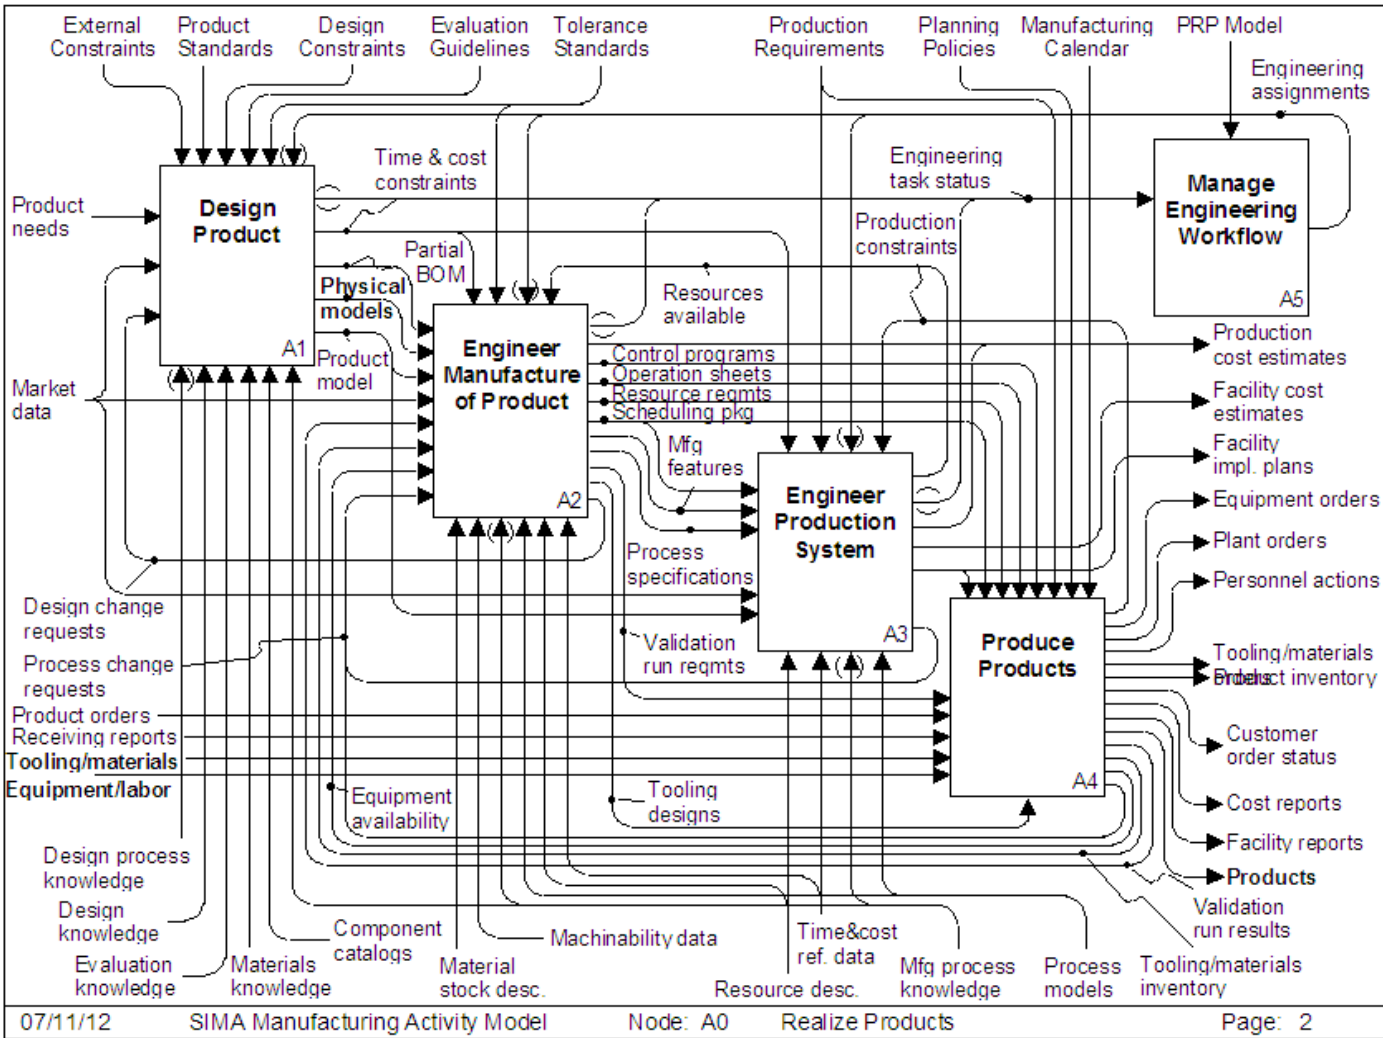 External
Constraints
Product
Standards
Design
Constraints
Evaluation
Guidelines
Tolerance
Standards
Production
Requirements
Planning
Policies
Manufacturing
Calendar
PRP Model
Engineering
assignments
Time & cost
constraints
Engineering
task status
Product
needs
Design
Product
A1
Manage
Engineering
Workflow
A5
Production
constraints
Partial
BOM
Physical
models
Resources
available
Product
model
Market
data
Engineer
Manufacture
of Product
A2
Control programs
Operation sheets
Resource reqmts
Scheduling pkg
Production
cost estimates
Facility cost
estimates
Facility
impl. plans
Mfg
features
Engineer
Production
System
A3
Equipment orders
Plant orders
Personnel actions
Process
specifications
Design change
requests
Process change
requests
Validation
run reqmts
Produce
Products
A4
Tooling/materials
orders
Product inventory
Product orders
Receiving reports
Tooling/materials
Equipment/labor
Customer
order status
Equipment
availability
Tooling
designs
Cost reports
Facility reports
Products
Design process
knowledge
Design
knowledge
Evaluation
knowledge
Materials
knowledge
Component
catalogs
Material
stock desc.
Machinability data
Resource desc.
Time&cost
ref. data
Mfg process
knowledge
Process
models
Validation
run results
Tooling/materials
inventory
07/11/12 SIMA Manufacturing Activity Model Node: A0 Realize Products Page: 2